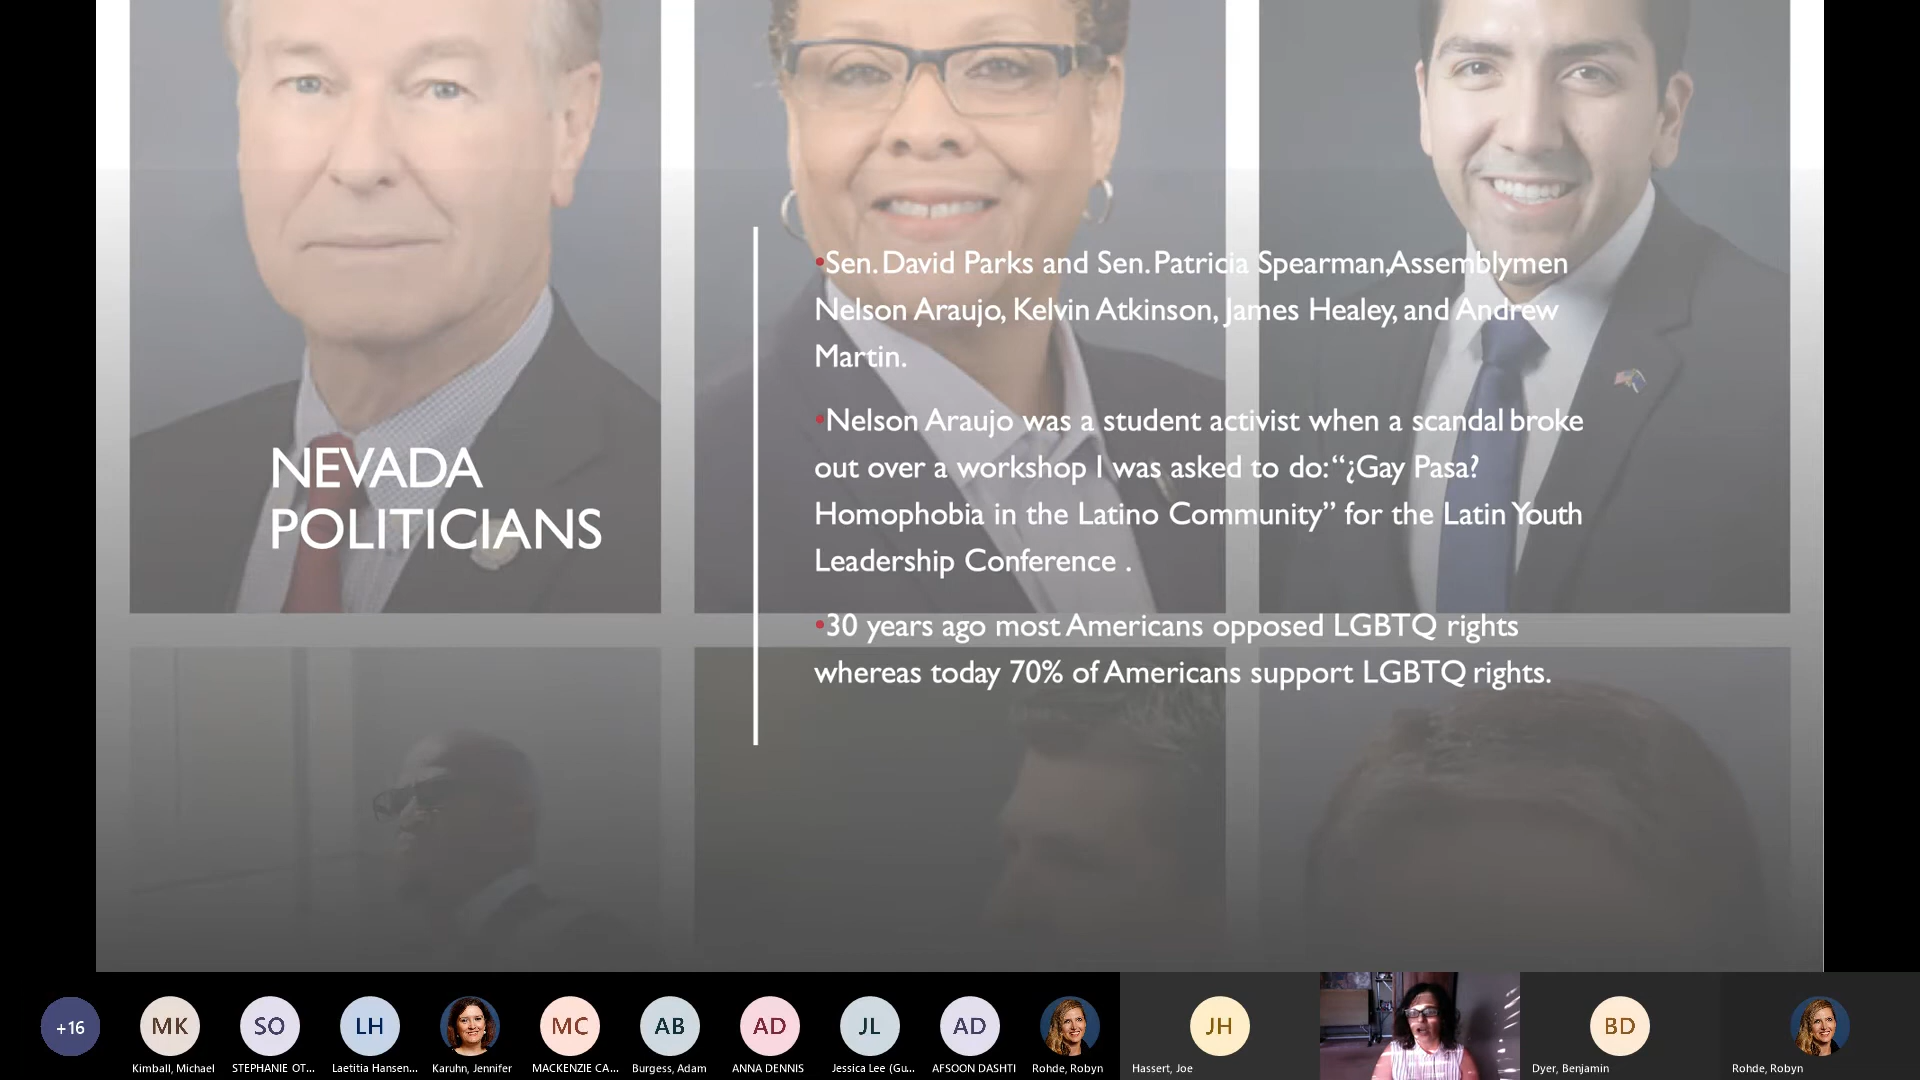 NEVADA
POLITICIANS
•Sen. David Parks and Sen. Patricia Spearman,Assemblymen
Nelson Araujo, Kelvin Atkinson, James Healey, and Andrew
Martin.
•Nelson Araujo was a student activist when a scandal broke
out over a workshop I was asked to do: “¿Gay Pasa?
Homophobia in the Latino Community” for the Latin Youth
Leadership Conference .
•30 years ago most Americans opposed LGBTQ rights
whereas today 70% of Americans support LGBTQ rights.
+16 MK SO LH MC AB AD JL AD JH BD
Kimball, Michael STEPHANIE OT... Laetitia Hansen... Karuhn, Jennifer MACKENZIE CA... Burgess, Adam ANNA DENNIS Jessica Lee (Gu... AFSOON DASHTI Rohde, Robyn Hassert, Joe Dyer, Benjamin Rohde, Robyn